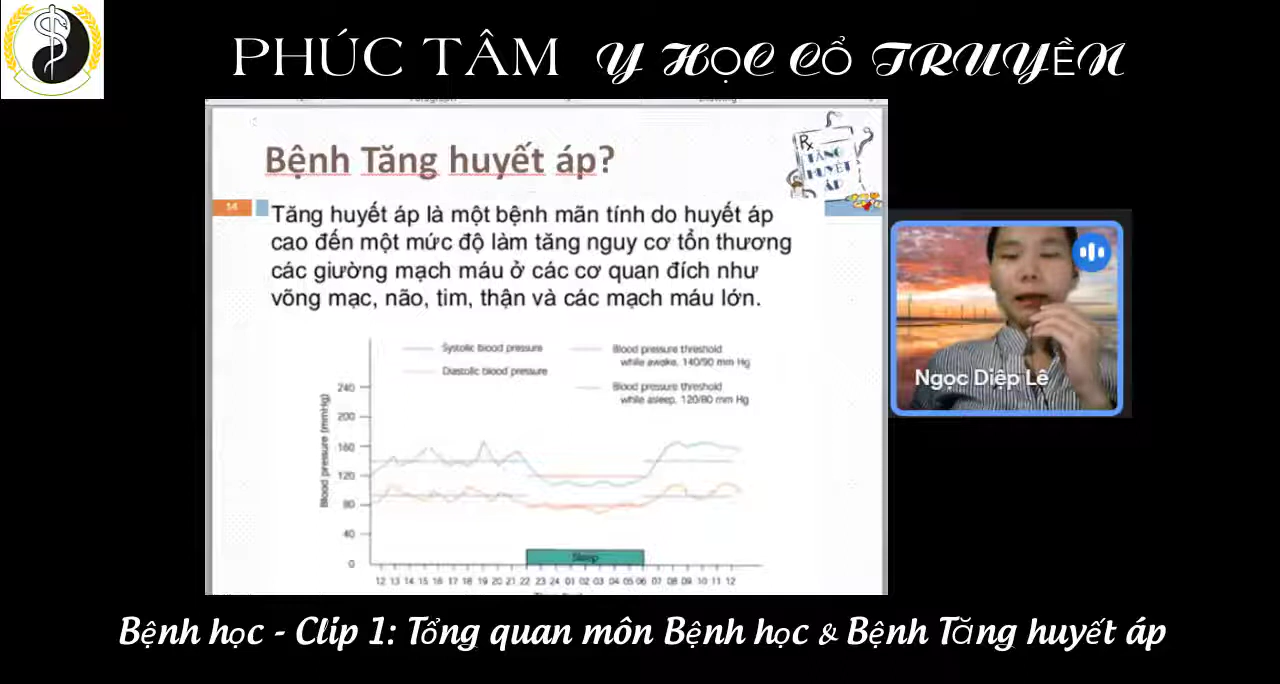 PHÚC TÂM Y HỌC CỔ TRUYỀN
Bệnh Tăng huyết áp?
Rx
TĂNG
HUYẾT
ÁP
14
Tăng huyết áp là một bệnh mãn tính do huyết áp
cao đến một mức độ làm tăng nguy cơ tổn thương
các giường mạch máu ở các cơ quan đích như
võng mạc, não, tim, thận và các mạch máu lớn.
Systolic blood pressure
Diastolic blood pressure
Blood pressure threshold
while awake, 140/90 mm Hg
Blood pressure threshold
while asleep, 120/80 mm Hg
Blood pressure (mmHg)
240
200
160
120
80
40
0
Sleep
12 13 14 15 16 17 18 19 20 21 22 23 24 01 02 03 04 05 06 07 08 09 10 11 12
Ngọc Diệp Lê
Bệnh học - Clip 1: Tổng quan môn Bệnh học & Bệnh Tăng huyết áp